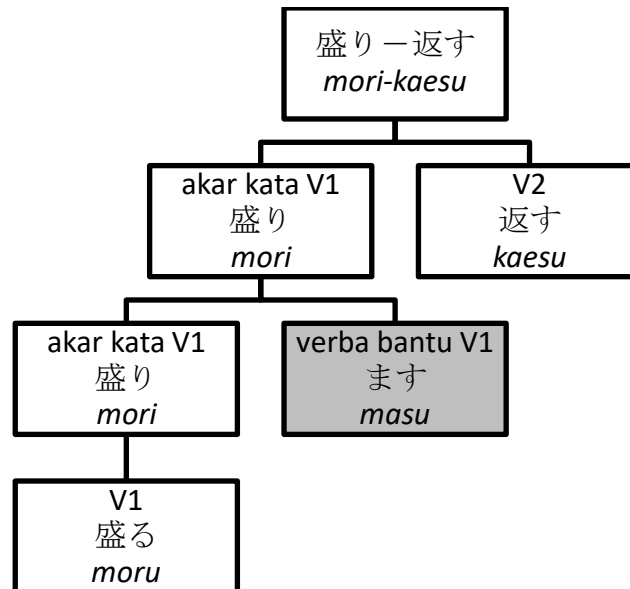 盛り－返す
mori-kaesu
akar kata V1
盛り
mori
V2
返す
kaesu
akar kata V1
盛り
mori
verba bantu V1
ます
masu
V1
盛る
moru